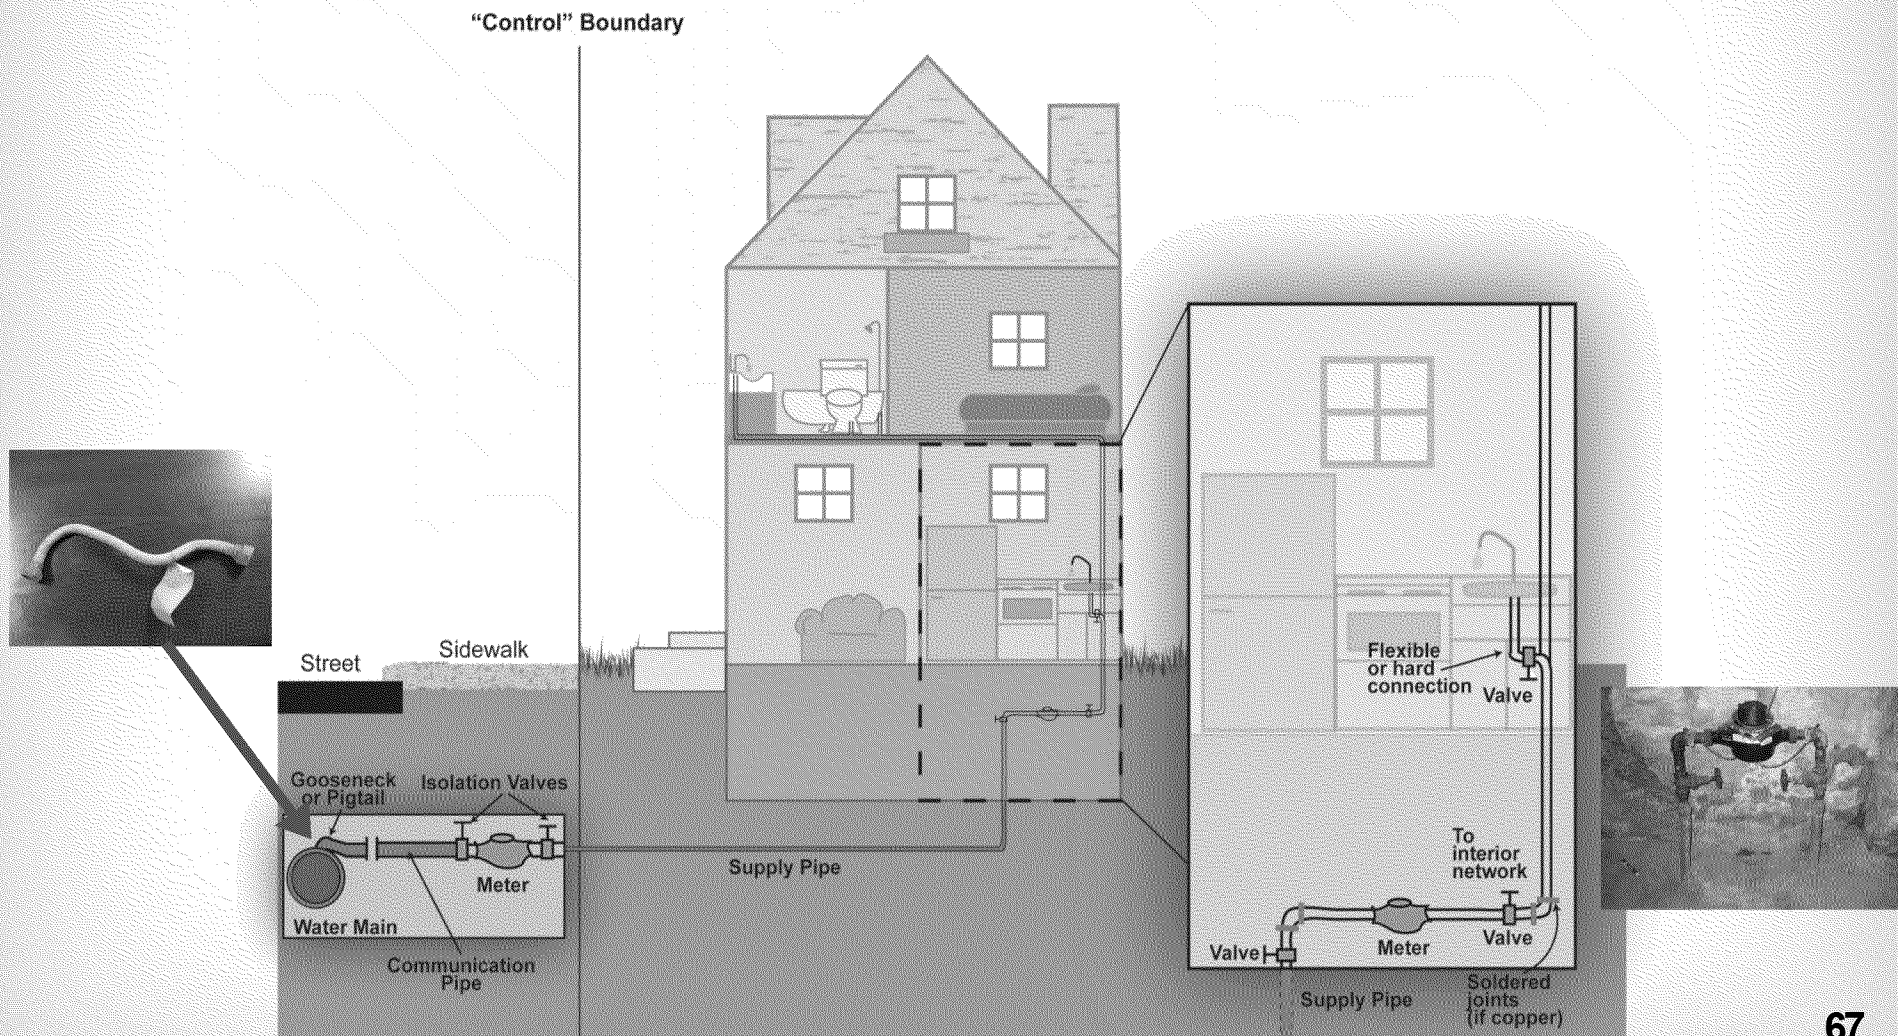 “Control” Boundary
Street
Sidewalk
Gooseneck
or Pigtail
Isolation Valves
Meter
Water Main
Communication
Pipe
Supply Pipe
Flexible
or hard
connection
Valve
To
interior
network
Valve
Meter
Valve
Supply Pipe
Soldered
joints
(if copper)
67